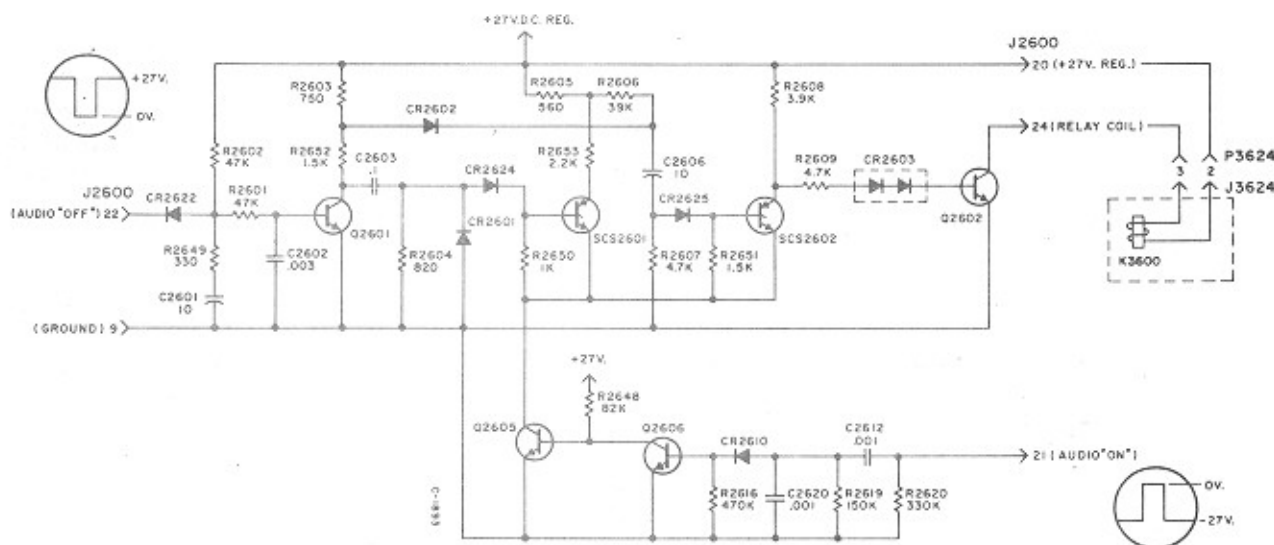 +27V.D.C. REG.
J2600
20 (+27V. REG.)
+27V.
0V.
R2603
750
R2605
560
R2606
39K
R2608
3.9K
CR2602
24 (RELAY COIL)
R2602
47K
R2652
1.5K
C2603
.1
CR2624
R2653
2.2K
C2606
10
R2609
4.7K
CR2603
P3624
3
2
J3624
J2600
CR2622
R2601
47K
CR2625
(AUDIO "OFF") 22
Q2601
CR2601
SCS2601
SCS2602
Q2602
R2649
330
C2602
.003
R2604
820
R2650
1K
R2607
4.7K
R2651
1.5K
K3600
C2601
10
(GROUND) 9
+27V.
R2648
82K
Q2605
Q2606
CR2610
C2612
.001
21 (AUDIO "ON")
R2616
470K
C2620
.001
R2619
150K
R2620
330K
0V.
-27V.
C-1893